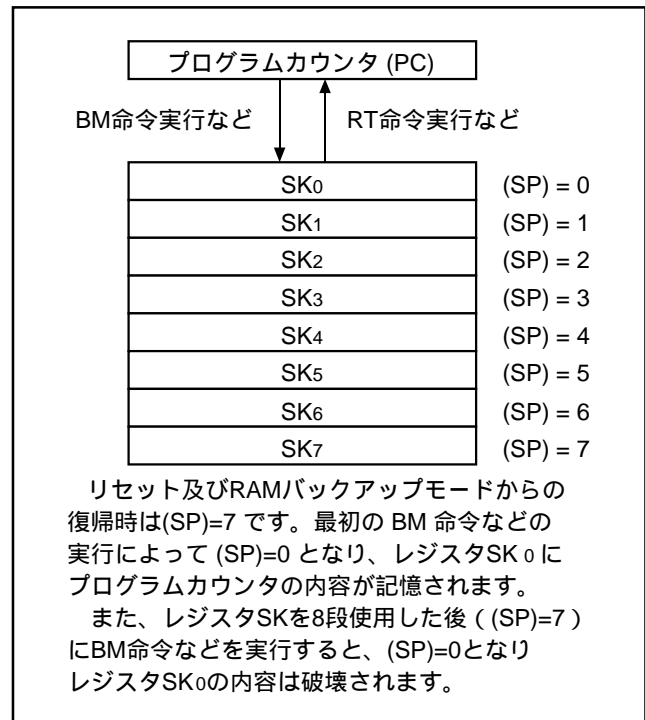 プログラムカウンタ (PC)
BM命令実行など RT命令実行など
SK0 (SP) = 0
SK1 (SP) = 1
SK2 (SP) = 2
SK3 (SP) = 3
SK4 (SP) = 4
SK5 (SP) = 5
SK6 (SP) = 6
SK7 (SP) = 7
リセット及びRAMバックアップモードからの
復帰時は(SP)=7 です。最初の BM 命令などの
実行によって (SP)=0 となり、レジスタSK 0 に
プログラムカウンタの内容が記憶されます。
また、レジスタSKを8段使用した後 ( (SP)=7 )
にBM命令などを実行すると、(SP)=0となり
レジスタSK0の内容は破壊されます。